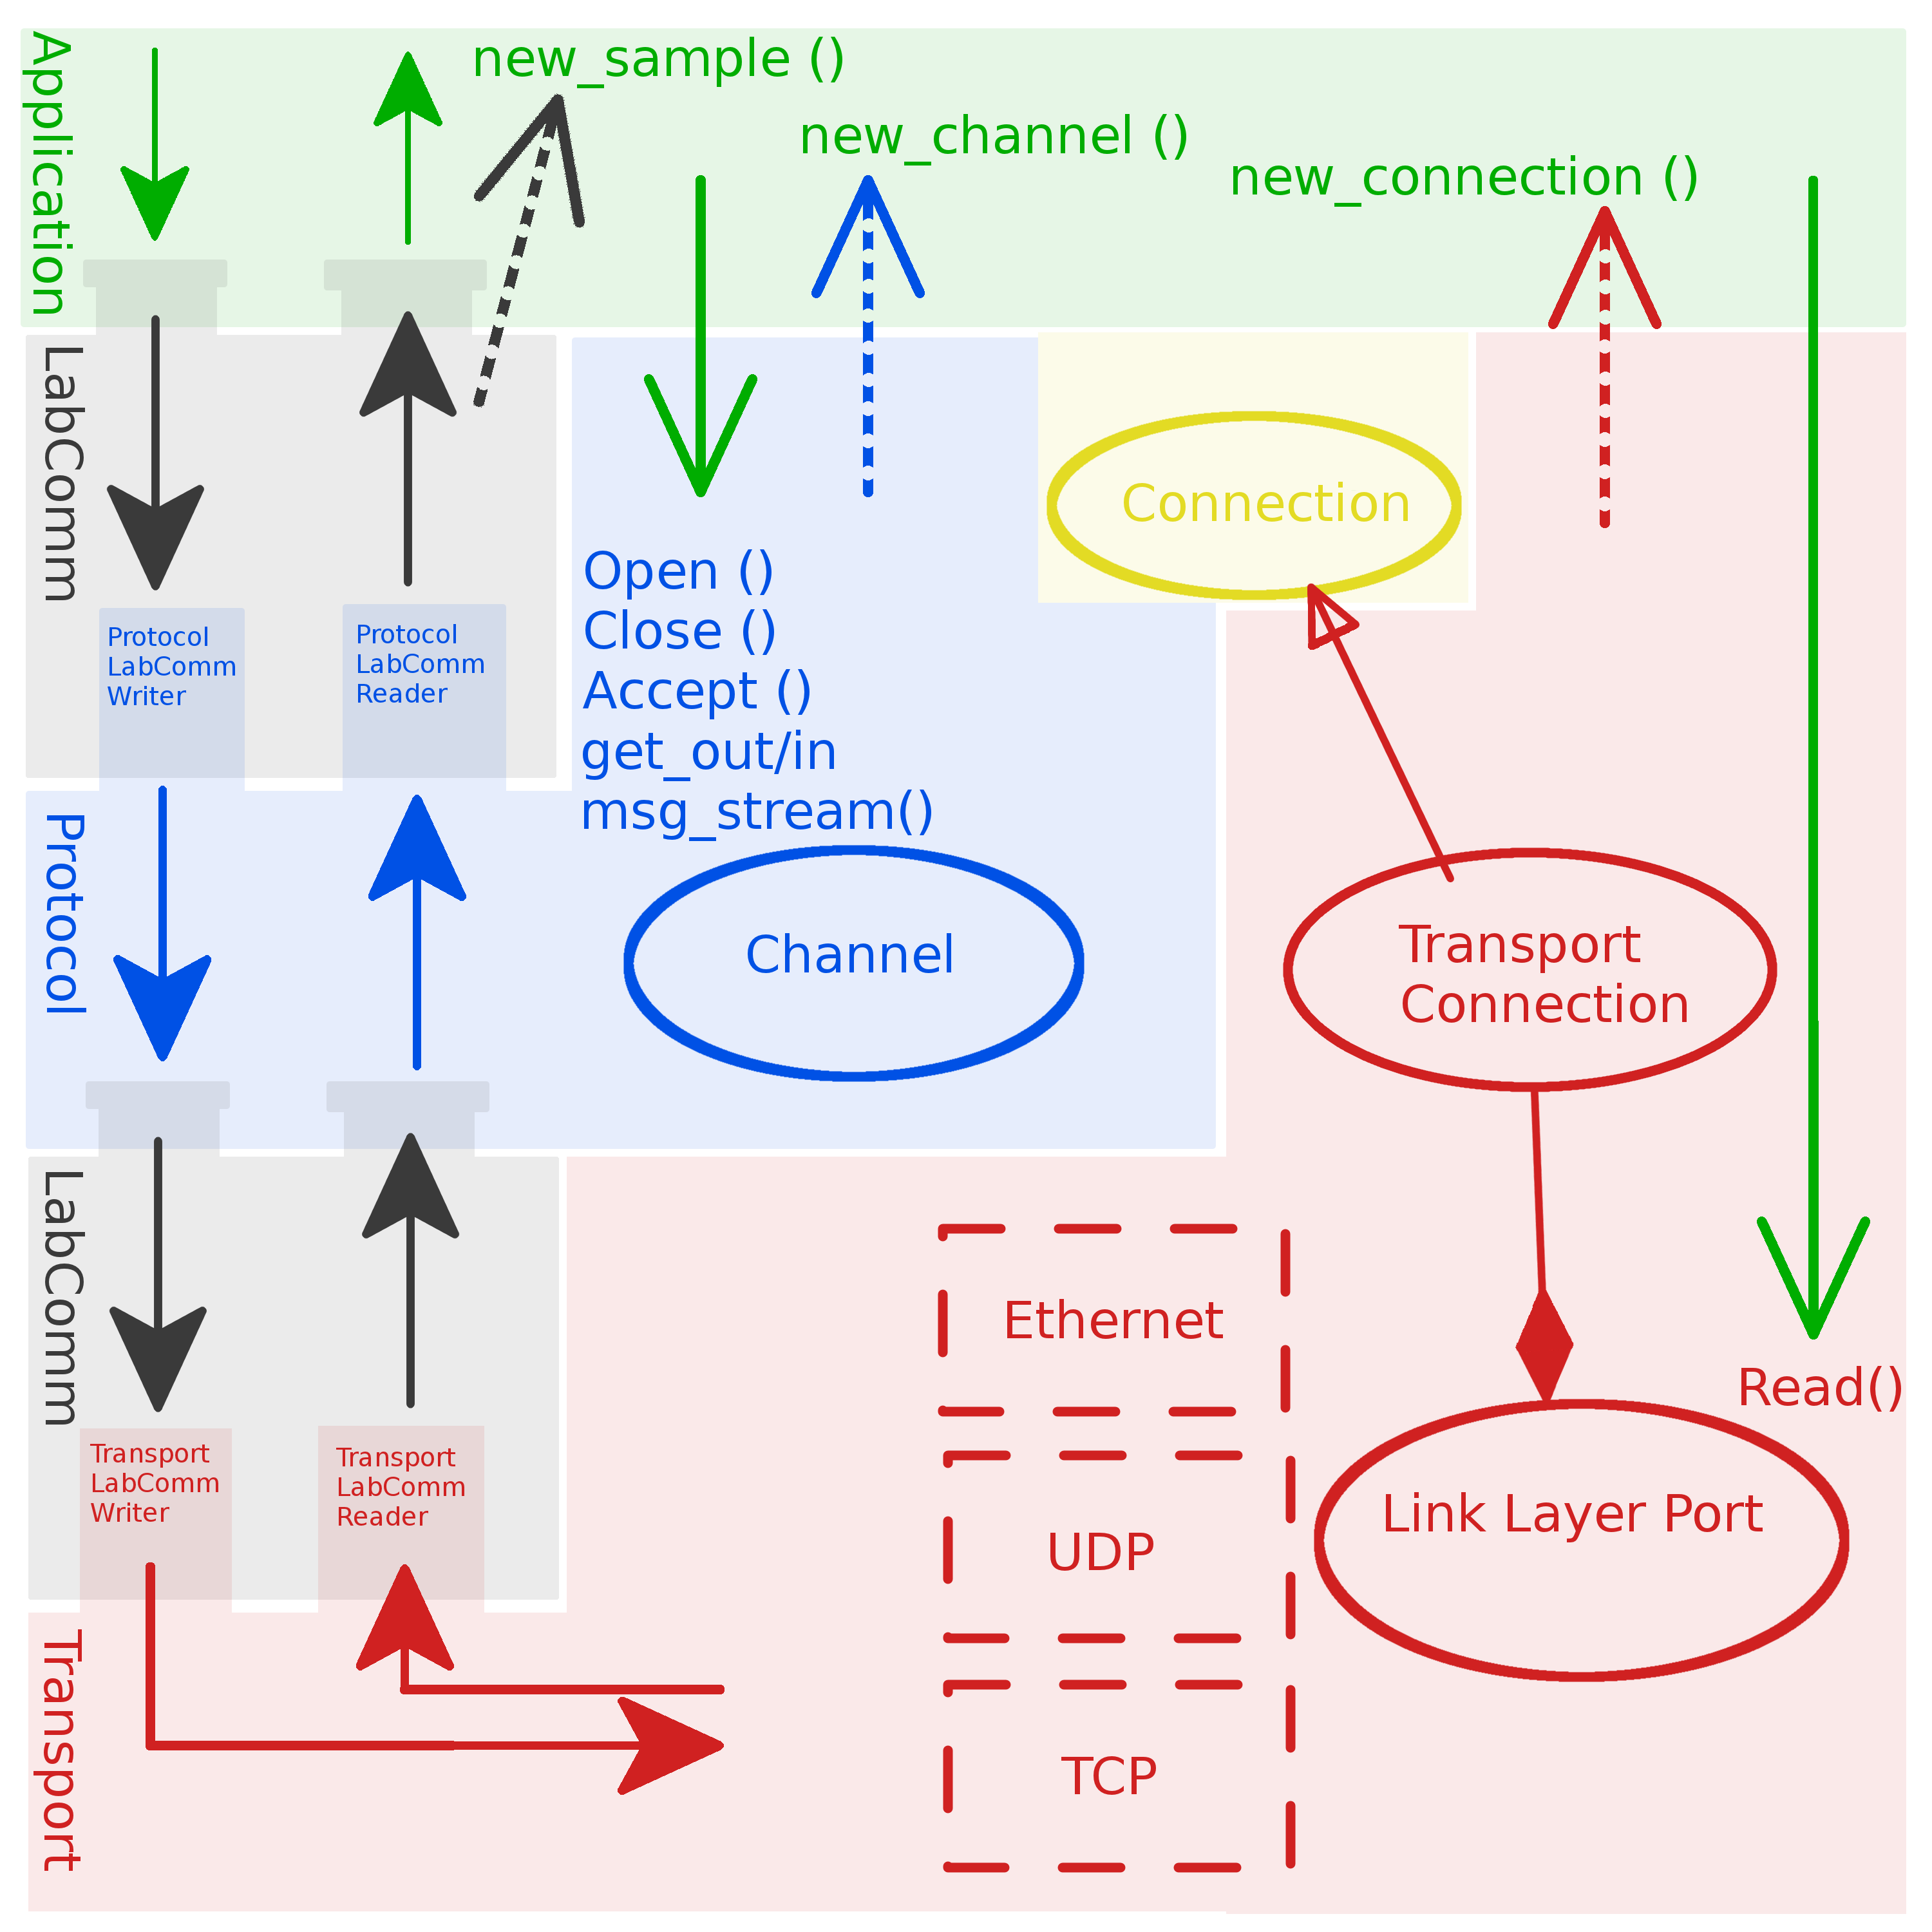 Application
new_sample ()
new_channel ()
new_connection ()
LabComm
Connection
Open ()
Close ()
Accept ()
get_out/in
msg_stream()
Protocol
LabComm
Writer
Protocol
LabComm
Reader
Protocol
Channel
Transport
Connection
LabComm
Ethernet
Read()
Transport
LabComm
Writer
Transport
LabComm
Reader
Link Layer Port
UDP
Transport
TCP